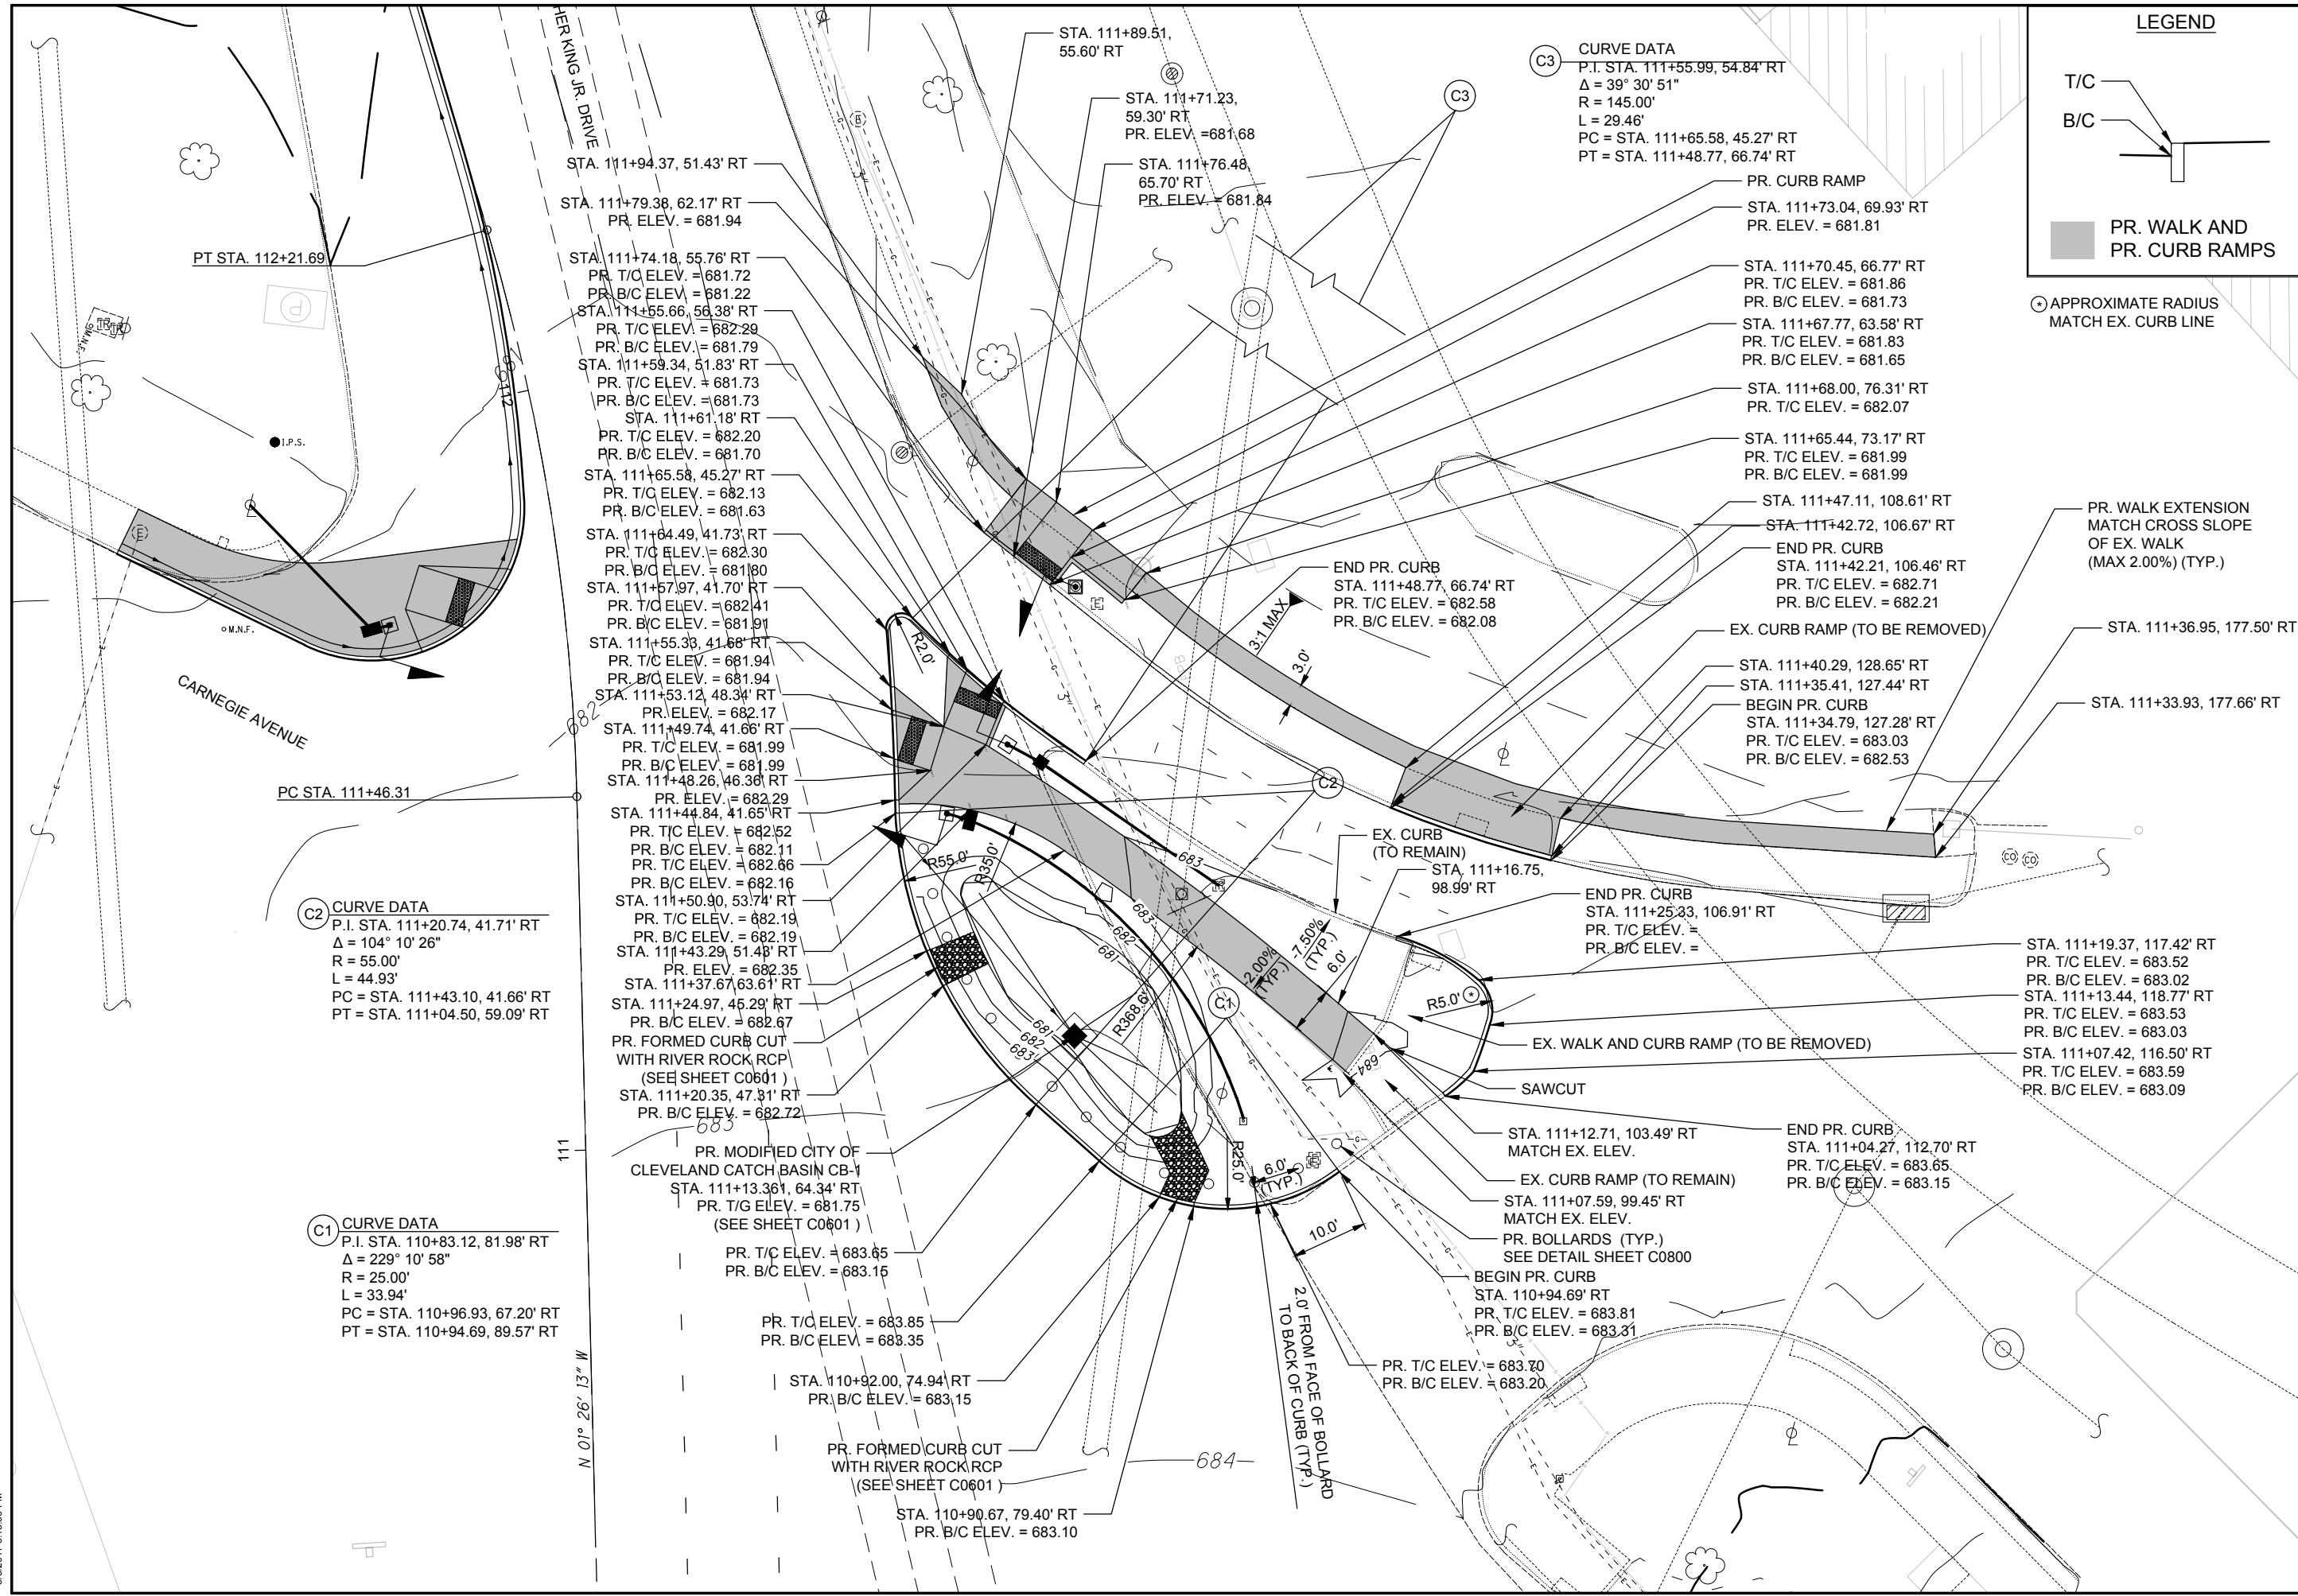 HER KING JR. DRIVE
STA. 111+89.51,
55.60' RT
STA. 111+71.23,
59.30' RT
PR. ELEV. =681.68
STA. 111+76.48,
65.70' RT
PR. ELEV. =681.84
C3
C3
CURVE DATA
P.I. STA. 111+55.99, 54.84' RT
Δ = 39° 30' 51"
R = 145.00'
L = 29.46'
PC = STA. 111+65.58, 45.27' RT
PT = STA. 111+48.77, 66.74' RT
LEGEND
T/C
B/C
PR. WALK AND
PR. CURB RAMPS
* APPROXIMATE RADIUS
MATCH EX. CURB LINE
PT STA. 112+21.69
112
I.P.S.
M.N.F.
M.N.F.
CARNEGIE AVENUE
682
PC STA. 111+46.31
STA. 111+94.37, 51.43' RT
STA. 111+79.38, 62.17' RT
PR. ELEV. = 681.94
STA. 111+74.18, 55.76' RT
PR. T/C ELEV. = 681.72
PR. B/C ELEV. = 681.22
STA. 111+55.66, 56.38' RT
PR. T/C ELEV. = 682.29
PR. B/C ELEV. = 681.79
STA. 111+59.34, 51.83' RT
PR. T/C ELEV. = 681.73
PR. B/C ELEV. = 681.73
STA. 111+61.18' RT
PR. T/C ELEV. = 682.20
PR. B/C ELEV. = 681.70
STA. 111+65.58, 45.27' RT
PR. T/C ELEV. = 682.13
PR. B/C ELEV. = 681.63
STA. 111+64.49, 41.73' RT
PR. T/C ELEV. = 682.30
PR. B/C ELEV. = 681.80
STA. 111+57.97, 41.70' RT
PR. T/C ELEV. = 682.41
PR. B/C ELEV. = 681.91
STA. 111+55.33, 41.68' RT
PR. T/C ELEV. = 681.94
PR. B/C ELEV. = 681.94
STA. 111+53.12, 48.34' RT
PR. ELEV. = 682.17
STA. 111+49.74, 41.66' RT
PR. T/C ELEV. = 681.99
PR. B/C ELEV. = 681.99
STA. 111+48.26, 46.36' RT
PR. ELEV. = 682.29
STA. 111+44.84, 41.65' RT
PR. T/C ELEV. = 682.52
PR. B/C ELEV. = 682.11
PR. T/C ELEV. = 682.66
PR. B/C ELEV. = 682.16
STA. 111+50.90, 53.74' RT
PR. T/C ELEV. = 682.19
PR. B/C ELEV. = 682.19
STA. 111+43.29, 51.43' RT
PR. ELEV. = 682.35
STA. 111+37.67, 63.61' RT
STA. 111+24.97, 45.29' RT
PR. B/C ELEV. = 682.67
PR. FORMED CURB CUT
WITH RIVER ROCK RCP
(SEE SHEET C0601 )
STA. 111+20.35, 47.31' RT
PR. B/C ELEV. = 682.72
683
111
PR. MODIFIED CITY OF
CLEVELAND CATCH BASIN CB-1
STA. 111+13.361, 64.34' RT
PR. T/G ELEV. = 681.75
(SEE SHEET C0601 )
PR. T/C ELEV. = 683.65
PR. B/C ELEV. = 683.15
PR. T/C ELEV. = 683.85
PR. B/C ELEV. = 683.35
STA. 110+92.00, 74.94' RT
PR. B/C ELEV. = 683.15
PR. FORMED CURB CUT
WITH RIVER ROCK RCP
(SEE SHEET C0601 )
STA. 110+90.67, 79.40' RT
PR. B/C ELEV. = 683.10
N 01° 26' 13" W
C2
CURVE DATA
P.I. STA. 111+20.74, 41.71' RT
Δ = 104° 10' 26"
R = 55.00'
L = 44.93'
PC = STA. 111+43.10, 41.66' RT
PT = STA. 111+04.50, 59.09' RT
C1
CURVE DATA
P.I. STA. 110+83.12, 81.98' RT
Δ = 229° 10' 58"
R = 25.00'
L = 33.94'
PC = STA. 110+96.93, 67.20' RT
PT = STA. 110+94.69, 89.57' RT
PR. CURB RAMP
STA. 111+73.04, 69.93' RT
PR. ELEV. = 681.81
STA. 111+70.45, 66.77' RT
PR. T/C ELEV. = 681.86
PR. B/C ELEV. = 681.73
STA. 111+67.77, 63.58' RT
PR. T/C ELEV. = 681.83
PR. B/C ELEV. = 681.65
STA. 111+68.00, 76.31' RT
PR. T/C ELEV. = 682.07
STA. 111+65.44, 73.17' RT
PR. T/C ELEV. = 681.99
PR. B/C ELEV. = 681.99
STA. 111+47.11, 108.61' RT
STA. 111+42.72, 106.67' RT
END PR. CURB
STA. 111+42.21, 106.46' RT
PR. T/C ELEV. = 682.71
PR. B/C ELEV. = 682.21
EX. CURB RAMP (TO BE REMOVED)
STA. 111+40.29, 128.65' RT
STA. 111+35.41, 127.44' RT
BEGIN PR. CURB
STA. 111+34.79, 127.28' RT
PR. T/C ELEV. = 683.03
PR. B/C ELEV. = 682.53
PR. WALK EXTENSION
MATCH CROSS SLOPE
OF EX. WALK
(MAX 2.00%) (TYP.)
STA. 111+36.95, 177.50' RT
STA. 111+33.93, 177.66' RT
END PR. CURB
STA. 111+48.77, 66.74' RT
PR. T/C ELEV. = 682.58
PR. B/C ELEV. = 682.08
3:1 MAX
3.0'
R2.0'
3"
3"
C2
EX. CURB
(TO REMAIN)
STA. 111+16.75,
98.99' RT
R55.0'
R35.0'
683
683
682
681
681
682
683
R368.6'
C1
-2.00%
(TYP.)
-7.50%
(TYP.)
6.0'
684
R5.0' *
END PR. CURB
STA. 111+25.33, 106.91' RT
PR. T/C ELEV. =
PR. B/C ELEV. =
CO
CO
STA. 111+19.37, 117.42' RT
PR. T/C ELEV. = 683.52
PR. B/C ELEV. = 683.02
STA. 111+13.44, 118.77' RT
PR. T/C ELEV. = 683.53
PR. B/C ELEV. = 683.03
EX. WALK AND CURB RAMP (TO BE REMOVED)
STA. 111+07.42, 116.50' RT
PR. T/C ELEV. = 683.59
PR. B/C ELEV. = 683.09
SAWCUT
STA. 111+12.71, 103.49' RT
MATCH EX. ELEV.
END PR. CURB
STA. 111+04.27, 112.70' RT
PR. T/C ELEV. = 683.65
PR. B/C ELEV. = 683.15
EX. CURB RAMP (TO REMAIN)
STA. 111+07.59, 99.45' RT
MATCH EX. ELEV.
PR. BOLLARDS (TYP.)
SEE DETAIL SHEET C0800
BEGIN PR. CURB
STA. 110+94.69' RT
PR. T/C ELEV. = 683.81
PR. B/C ELEV. = 683.31
PR. T/C ELEV. = 683.70
PR. B/C ELEV. = 683.20
R25.0'
6.0'
(TYP.)
10.0'
2.0' FROM FACE OF BOLLARD
TO BACK OF CURB (TYP.)
684
3"